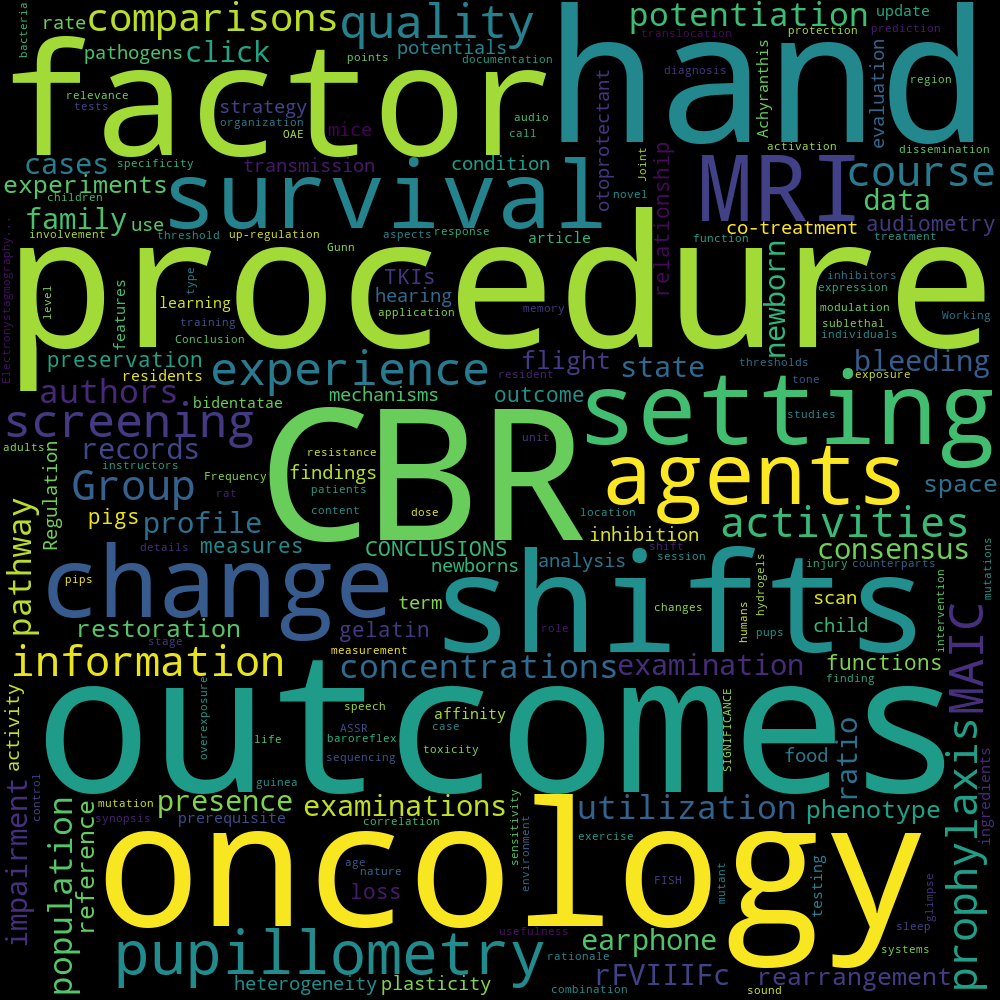 bacteria
rate
comparisons
quality
potentiation
update
translocation
protection
prediction
pathogens
click
potentials
points
documentation
factor
hand
diagnosis
region
evaluation
Achyranthis
otoprotectant
relevance
tests
strategy
organization
OAE
mice
audio
call
activation
dissemination
cases
specificity
transmission
condition
Joint
relationship
MRI
course
experiments
children
survival
novel
data
family
use
co-treatment
audiometry
involvement
threshold
up-regulation
aspects
response
article
function
treatment
Electronystagmography...
procedure
Gunn
newborn
level
features
type
learning
TKIs
hearing
application
memory
inhibitors
expression
modulation
sublethal
individuals
Working
training
Conclusion
preservation
residents
experience
flight
state
thresholds
bleeding
resident
tone
exposure
authors
bidentatae
mechanisms
outcome
setting
studies
screening
CBR
unit
adults
records
resistance
instructors
Frequency
findings
agents
Regulation
Group
rat
patients
content
dose
location
space
pathway
pigs
profile
inhibition
activities
details
measures
CONCLUSIONS
analysis
shift
session
consensus
change
newborns
shifts
injury
counterparts
mutations
pips
hydrogels
intervention
term
changes
humans
scan
restoration
gelatin
role
pups
child
stage
measurement
MAIC
information
concentrations
examination
functions
finding
activity
outcomes
overexposure
speech
affinity
SIGNIFICANCE
life
ASSR
case
baroreflex
toxicity
sequencing
food
ratio
guinea
prophylaxis
ingredients
impairment
control
mutation
presence
examinations
utilization
phenotype
synopsis
prerequisite
correlation
sensitivity
exercise
population
reference
oncology
age
nature
environment
loss
FISH
mutant
testing
glimpse
usefulness
sleep
pupillometry
rationale
earphone
systems
heterogeneity
plasticity
rFVIIIFc
rearrangement
combination
sound